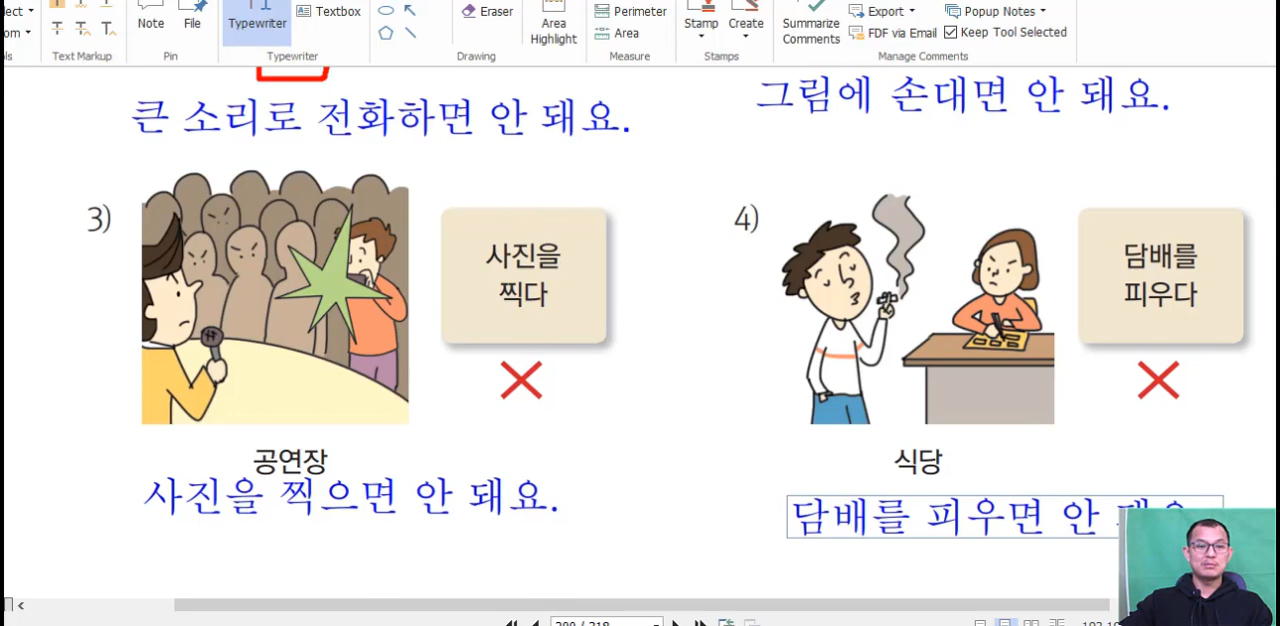 Note
File
Typewriter
Textbox
Eraser
Area
Highlight
Perimeter
Area
Stamp
Create
Summarize
Comments
Export
Popup Notes
FDF via Email
Keep Tool Selected
Text Markup
Pin
Typewriter
Drawing
Measure
Stamps
Manage Comments
큰 소리로 전화하면 안 돼요.
그림에 손대면 안 돼요.
3)
사진을
찍다
4)
담배를
피우다
공연장
식당
사진을 찍으면 안 돼요.
담배를 피우면 안